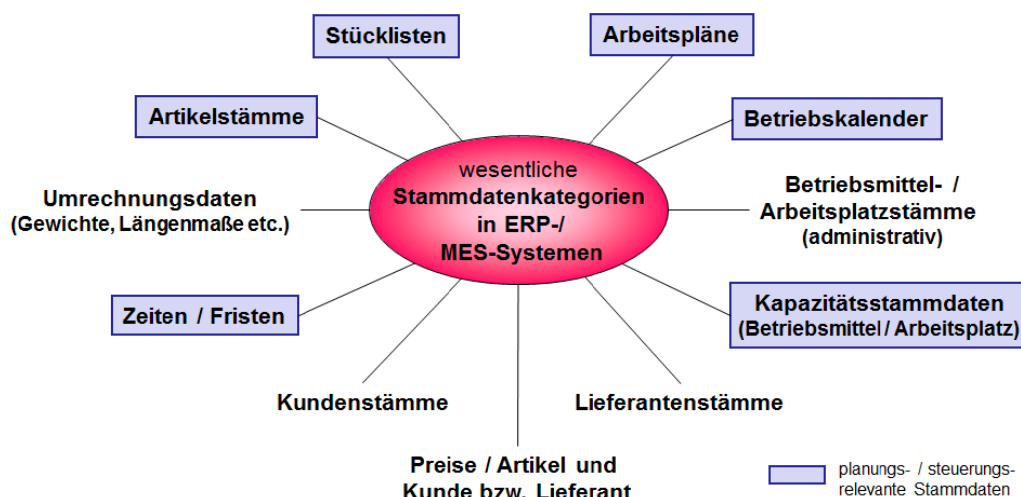 Stücklisten
Arbeitspläne
Artikelstämme
Betriebskalender
wesentliche
Stammdatenkategorien
in ERP-/
MES-Systemen
Umrechnungsdaten
(Gewichte, Längenmaße etc.)
Betriebsmittel- /
Arbeitsplatzstämme
(administrativ)
Zeiten / Fristen
Kapazitätsstammdaten
(Betriebsmittel / Arbeitsplatz)
Kundenstämme
Lieferantenstämme
Preise / Artikel und
Kunde bzw. Lieferant
planungs- / steuerungs-
relevante Stammdaten